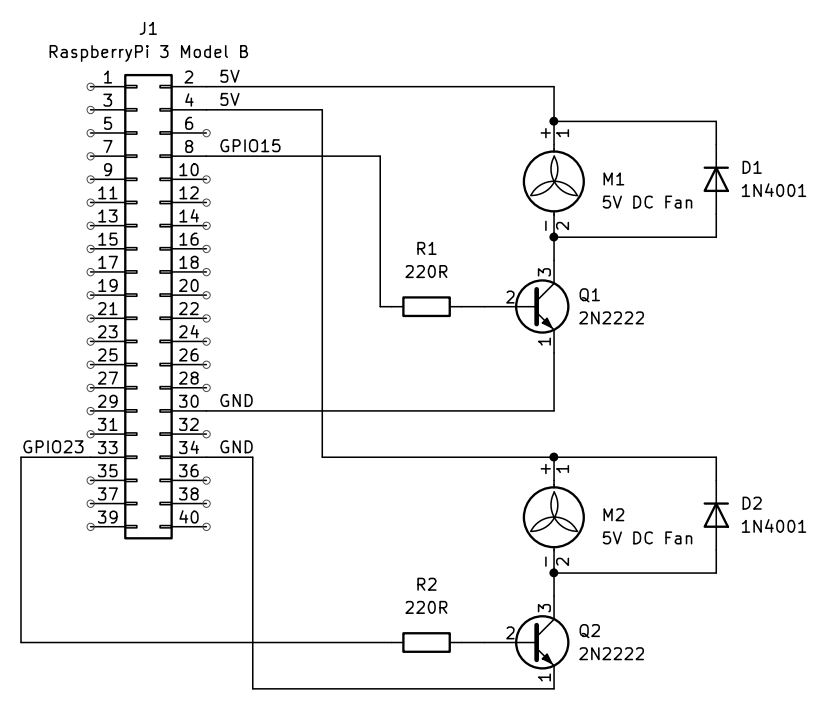 J1
RaspberryPi 3 Model B
1 2 5V
3 4 5V
5 6
7 8 GPIO15
9 10
11 12
13 14
15 16
17 18
19 20
21 22
23 24
25 26
27 28
29 30 GND
31 32
GPIO23 33 34 GND
35 36
37 38
39 40
+ 1
M1
5V DC Fan
− 2
D1
1N4001
R1
220R
3
2
1
Q1
2N2222
+ 1
M2
5V DC Fan
− 2
D2
1N4001
R2
220R
3
2
1
Q2
2N2222